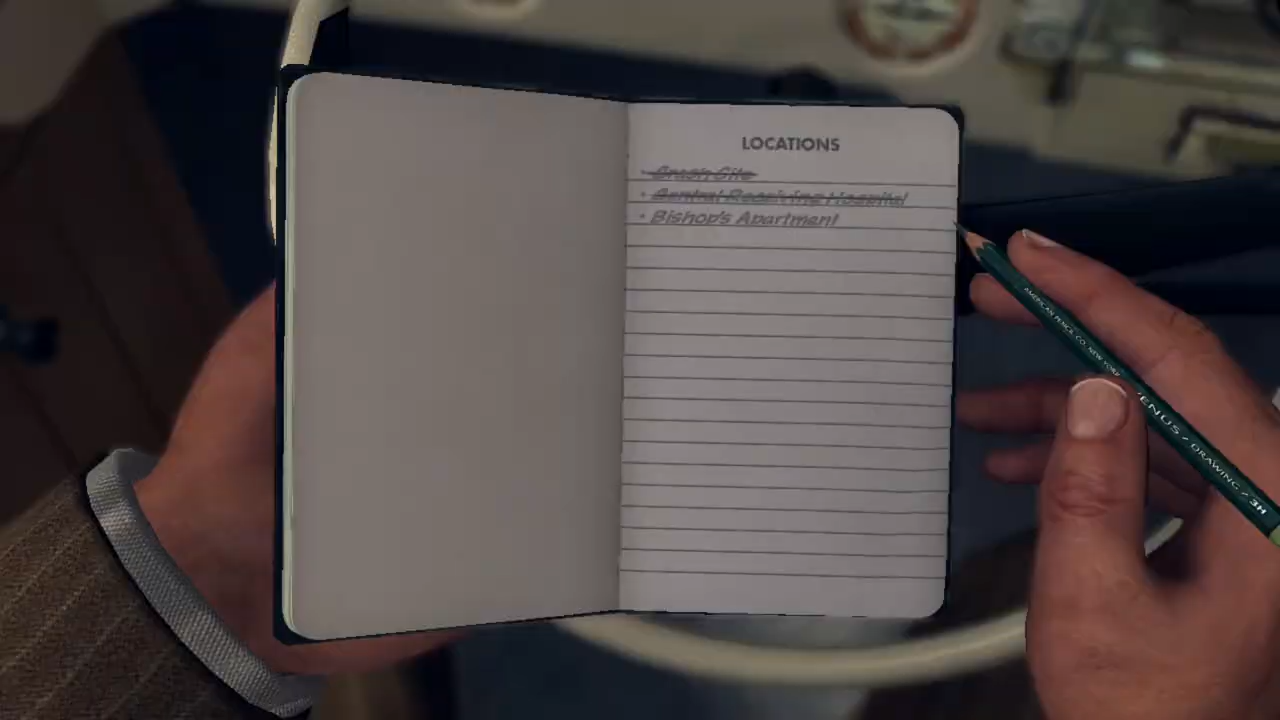 LOCATIONS
- Crash Site
- Central Receiving Hospital
- Bishop's Apartment
AMERICAN PENCIL CO. NEW YORK
VENUS / DRAWING / 3H